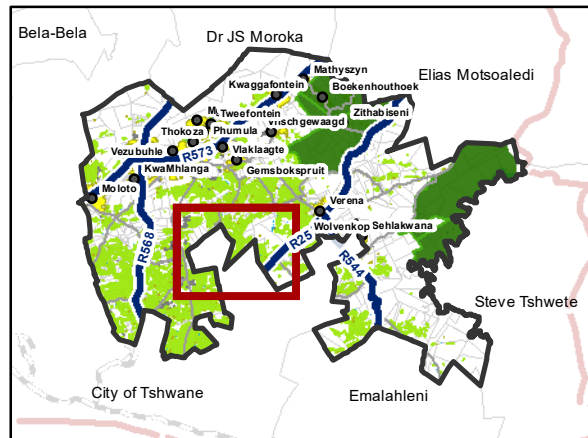 Bela-Bela
Dr JS Moroka
Mathyszyn
Elias Motsoaledi
Kwaggafontein
Boekenhouthoek
Tweefontein
Zithabiseni
Thokoza
Phumula
Vezubuhle
R573
Vlaklaagte
KwaMhlanga
Gemsbokspruit
Moloto
Verena
Wolvenkop
Sehlakwana
R25
R568
R544
Steve Tshwete
City of Tshwane
Emalahleni